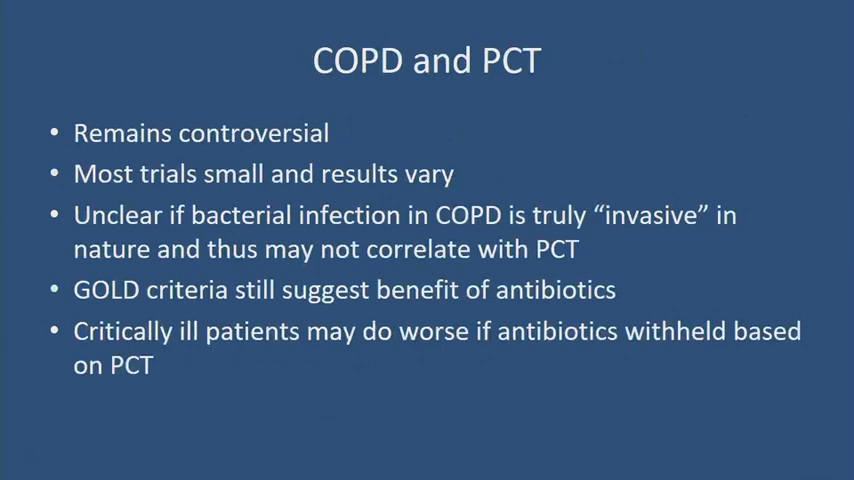 COPD and PCT
• Remains controversial
• Most trials small and results vary
• Unclear if bacterial infection in COPD is truly “invasive” in
nature and thus may not correlate with PCT
• GOLD criteria still suggest benefit of antibiotics
• Critically ill patients may do worse if antibiotics withheld based
on PCT